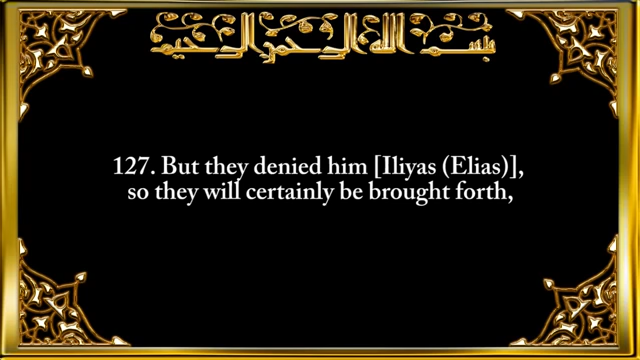 بسم الله الرحمن الرحيم
127. But they denied him [Iliyas (Elias)],
so they will certainly be brought forth,